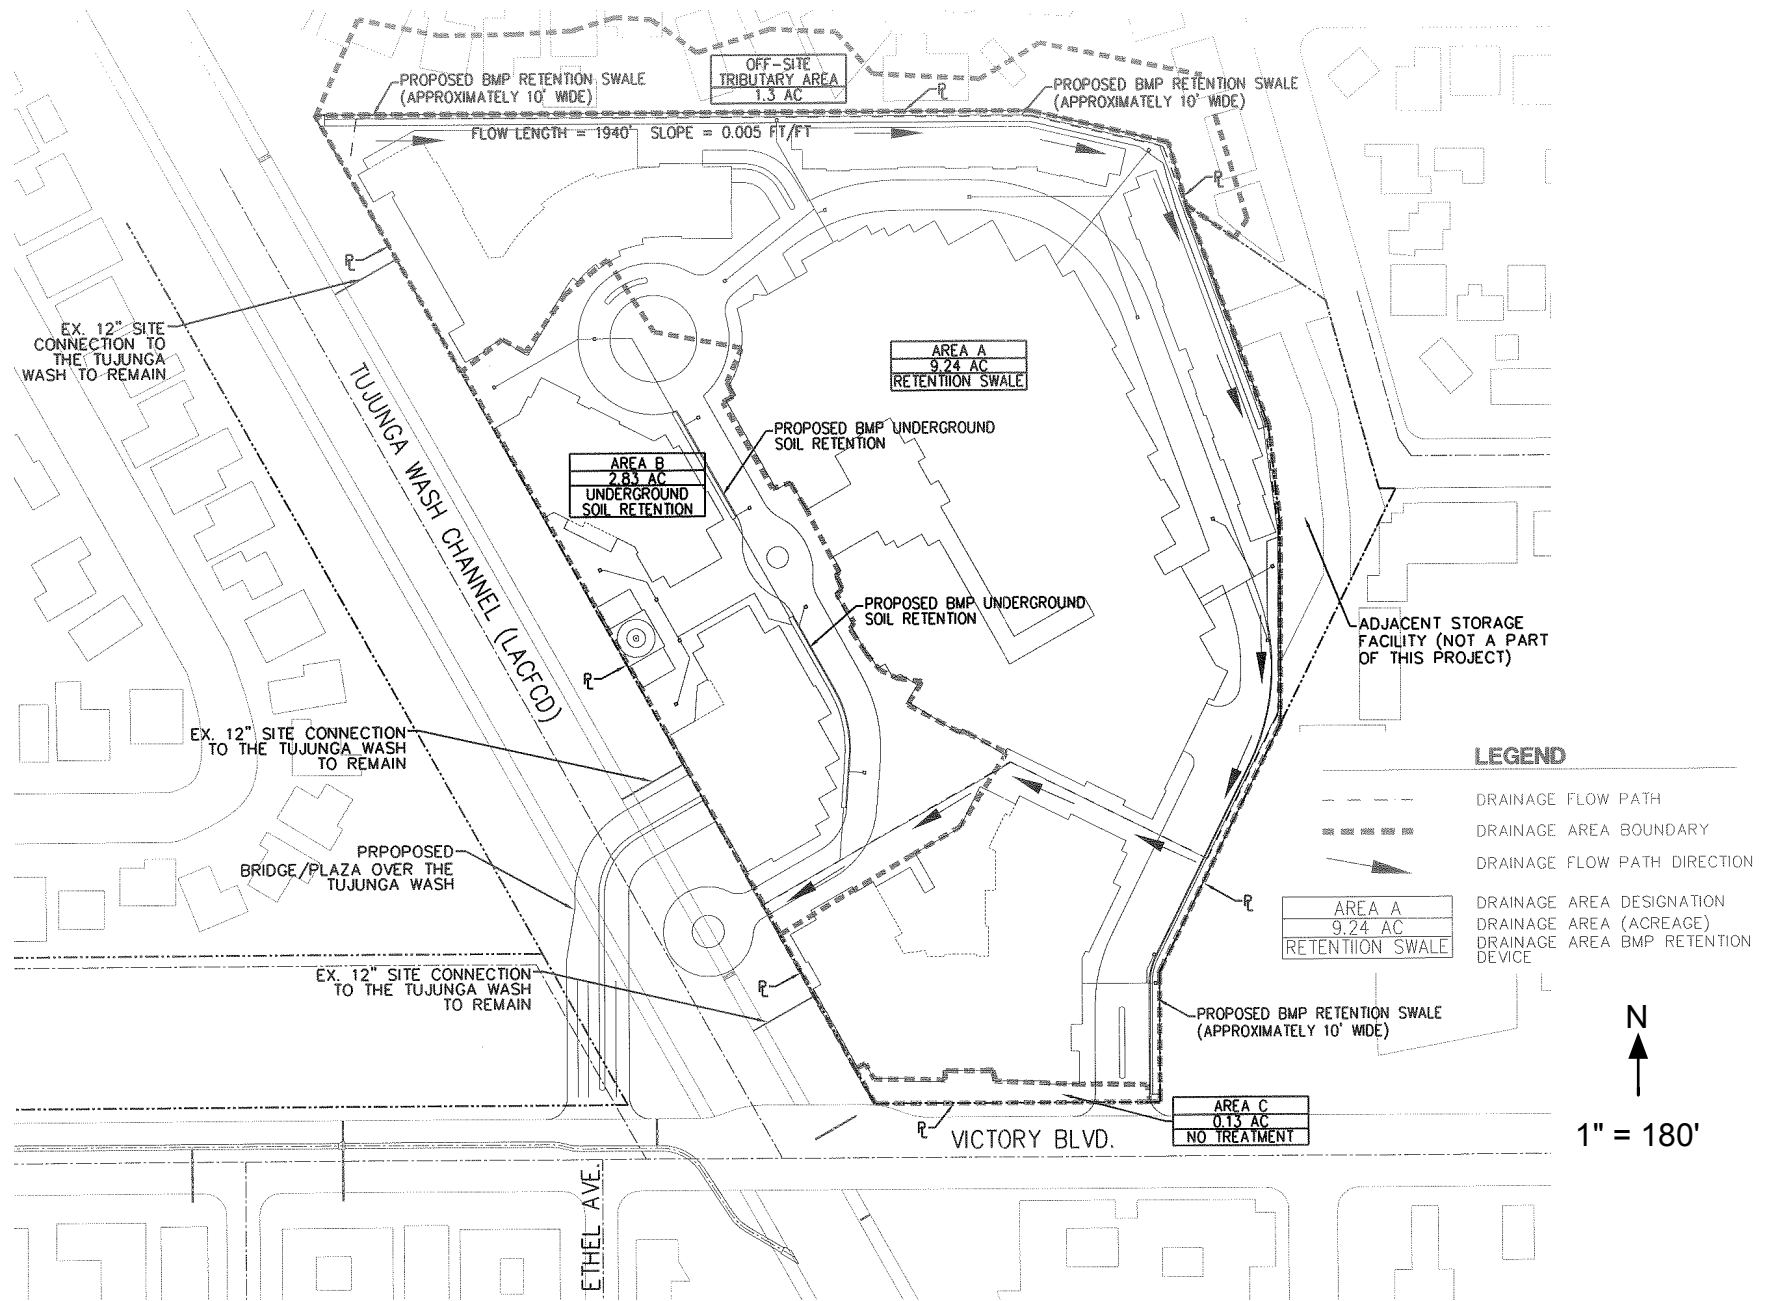 OFF-SITE
TRIBUTARY AREA
1.3 AC
PROPOSED BMP RETENTION SWALE
(APPROXIMATELY 10' WIDE)
PROPOSED BMP RETENTION SWALE
(APPROXIMATELY 10' WIDE)
PL
FLOW LENGTH = 1940' SLOPE = 0.005 FT/FT
PL
PL
EX. 12" SITE
CONNECTION TO
THE TUJUNGA
WASH TO REMAIN
TUJUNGA WASH CHANNEL (LACFCD)
AREA A
9.24 AC
RETENTIION SWALE
PROPOSED BMP UNDERGROUND
SOIL RETENTION
AREA B
2.83 AC
UNDERGROUND
SOIL RETENTION
PROPOSED BMP UNDERGROUND
SOIL RETENTION
ADJACENT STORAGE
FACILITY (NOT A PART
OF THIS PROJECT)
PL
EX. 12" SITE CONNECTION
TO THE TUJUNGA WASH
TO REMAIN
PRPOPOSED
BRIDGE/PLAZA OVER THE
TUJUNGA WASH
PL
EX. 12" SITE CONNECTION
TO THE TUJUNGA WASH
TO REMAIN
PL
PROPOSED BMP RETENTION SWALE
(APPROXIMATELY 10' WIDE)
AREA C
0.13 AC
NO TREATMENT
PL
VICTORY BLVD.
ETHEL AVE.
LEGEND
DRAINAGE FLOW PATH
DRAINAGE AREA BOUNDARY
DRAINAGE FLOW PATH DIRECTION
AREA A
9.24 AC
RETENTIION SWALE
DRAINAGE AREA DESIGNATION
DRAINAGE AREA (ACREAGE)
DRAINAGE AREA BMP RETENTION
DEVICE
N
1" = 180'